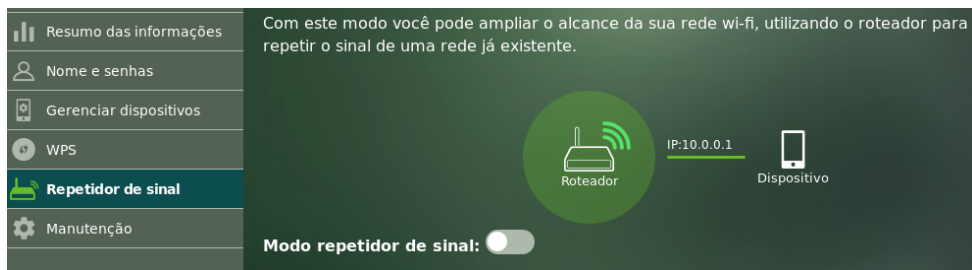 Resumo das informações
Nome e senhas
Gerenciar dispositivos
WPS
Repetidor de sinal
Manutenção
Com este modo você pode ampliar o alcance da sua rede wi-fi, utilizando o roteador para
repetir o sinal de uma rede já existente.
Roteador
IP:10.0.0.1
Dispositivo
Modo repetidor de sinal: